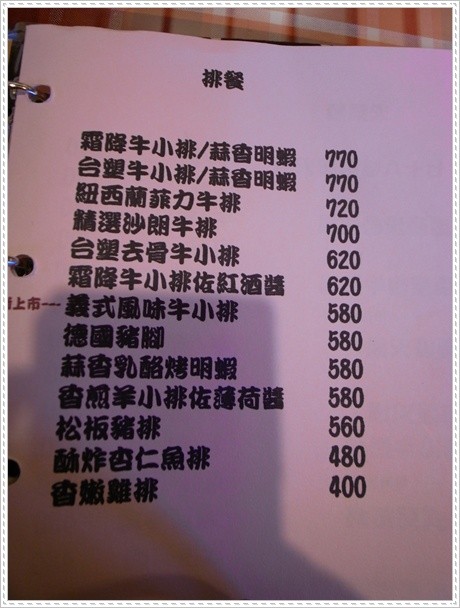 排餐
霜降牛小排/蒜香明蝦 770
台塑牛小排/蒜香明蝦 770
紐西蘭菲力牛排 720
精選沙朗牛排 700
台塑去骨牛小排 620
霜降牛小排佐紅酒醬 620
上市--- 義式風味牛小排 580
德國豬腳 580
蒜香乳酪烤明蝦 580
香煎羊小排佐薄荷醬 580
松板豬排 560
酥炸杏仁魚排 480
香嫩雞排 400